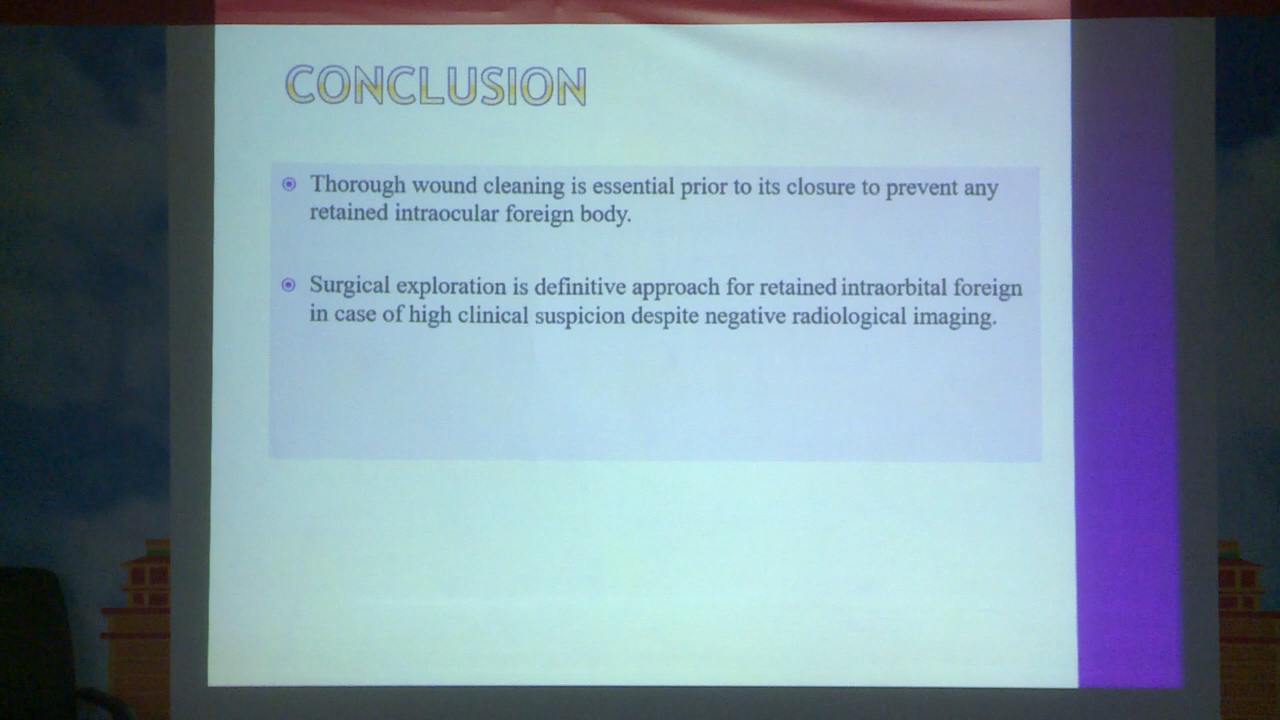 CONCLUSION
Thorough wound cleaning is essential prior to its closure to prevent any
retained intraocular foreign body.
Surgical exploration is definitive approach for retained intraorbital foreign
in case of high clinical suspicion despite negative radiological imaging.